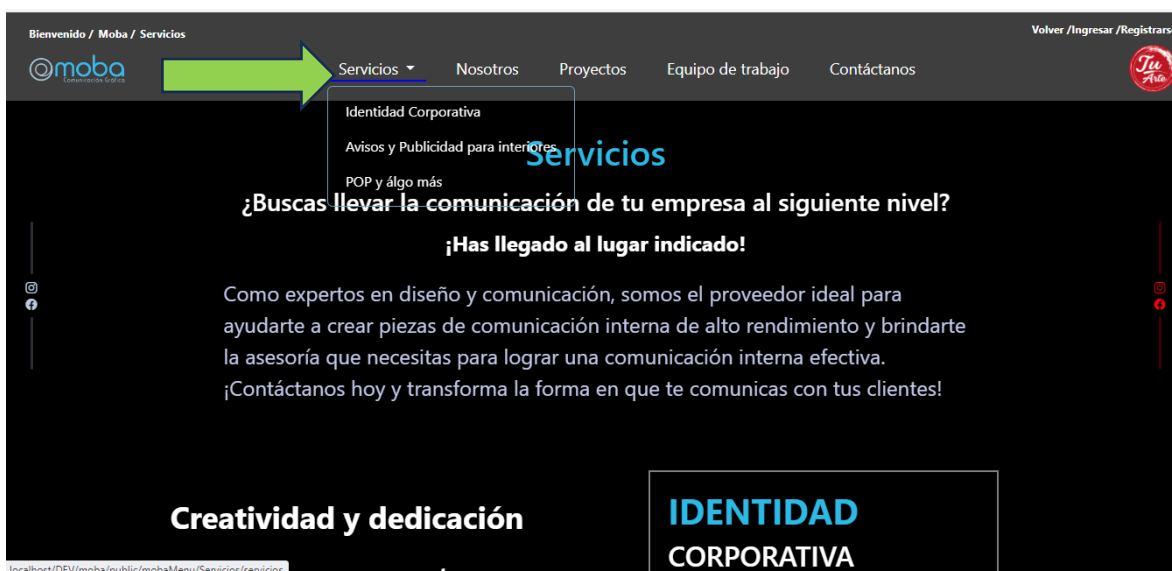 Bienvenido / Moba / Servicios
Volver /Ingresar /Registrars
moba
Comunicación Gráfica
Servicios
Nosotros
Proyectos
Equipo de trabajo
Contáctanos
Tu
Arte
Identidad Corporativa
Avisos y Publicidad para interiores
POP y álgo más
Servicios
¿Buscas llevar la comunicación de tu empresa al siguiente nivel?
¡Has llegado al lugar indicado!
Como expertos en diseño y comunicación, somos el proveedor ideal para
ayudarte a crear piezas de comunicación interna de alto rendimiento y brindarte
la asesoría que necesitas para lograr una comunicación interna efectiva.
¡Contáctanos hoy y transforma la forma en que te comunicas con tus clientes!
Creatividad y dedicación
IDENTIDAD
CORPORATIVA
localhost/DEV/moba/public/mobaMenu/Servicios/servicios